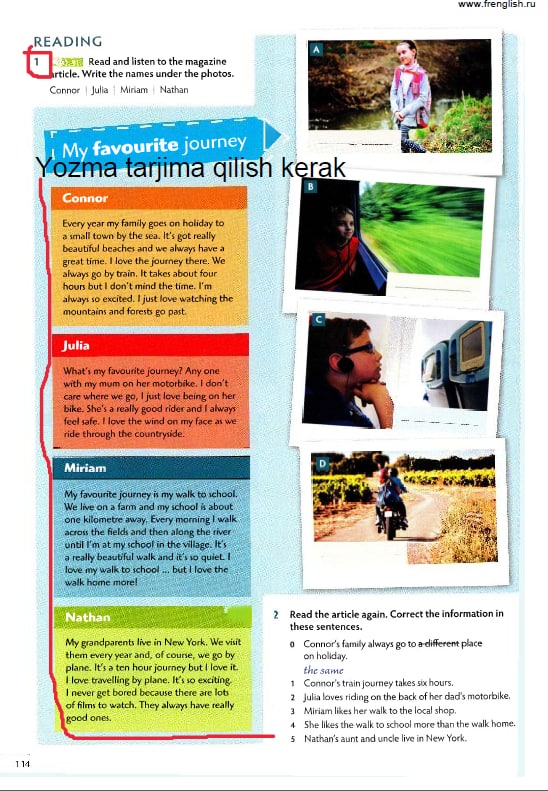 www.frenglish.ru
READING
1 Read and listen to the magazine
article. Write the names under the photos.
Connor | Julia | Miriam | Nathan
My favourite journey
Yozma tarjima qilish kerak
Connor
Every year my family goes on holiday to
a small town by the sea. It's got really
beautiful beaches and we always have a
great time. I love the journey there. We
always go by train. It takes about four
hours but I don't mind the time. I'm
always so excited. I just love watching the
mountains and forests go past.
Julia
What's my favourite journey? Any one
with my mum on her motorbike. I don't
care where we go, I just love being on her
bike. She's a really good rider and I always
feel safe. I love the wind on my face as we
ride through the countryside.
Miriam
My favourite journey is my walk to school.
We live on a farm and my school is about
one kilometre away. Every morning I walk
across the fields and then along the river
until I'm at my school in the village. It's
a really beautiful walk and it's so quiet. I
love my walk to school ... but I love the
walk home more!
Nathan
My grandparents live in New York. We visit
them every year and, of course, we go by
plane. It's a ten hour journey but I love it.
I love travelling by plane. It's so exciting.
I never get bored because there are lots
of films to watch. They always have really
good ones.
A
B
C
D
2 Read the article again. Correct the information in
these sentences.
0 Connor's family always go to a different place
on holiday.
the same
1 Connor's train journey takes six hours.
2 Julia loves riding on the back of her dad's motorbike.
3 Miriam likes her walk to the local shop.
4 She likes the walk to school more than the walk home.
5 Nathan's aunt and uncle live in New York.
114